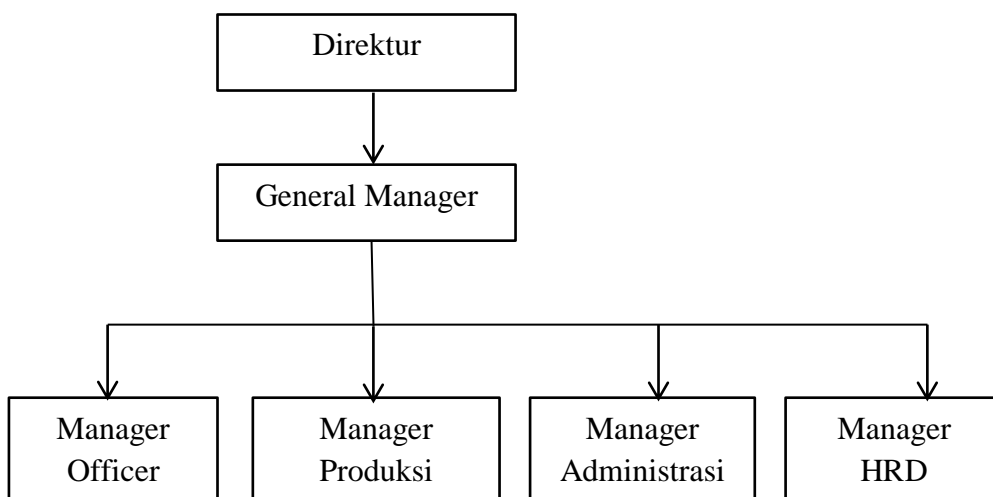 Direktur
General Manager
Manager
Officer
Manager
Produksi
Manager
Administrasi
Manager
HRD